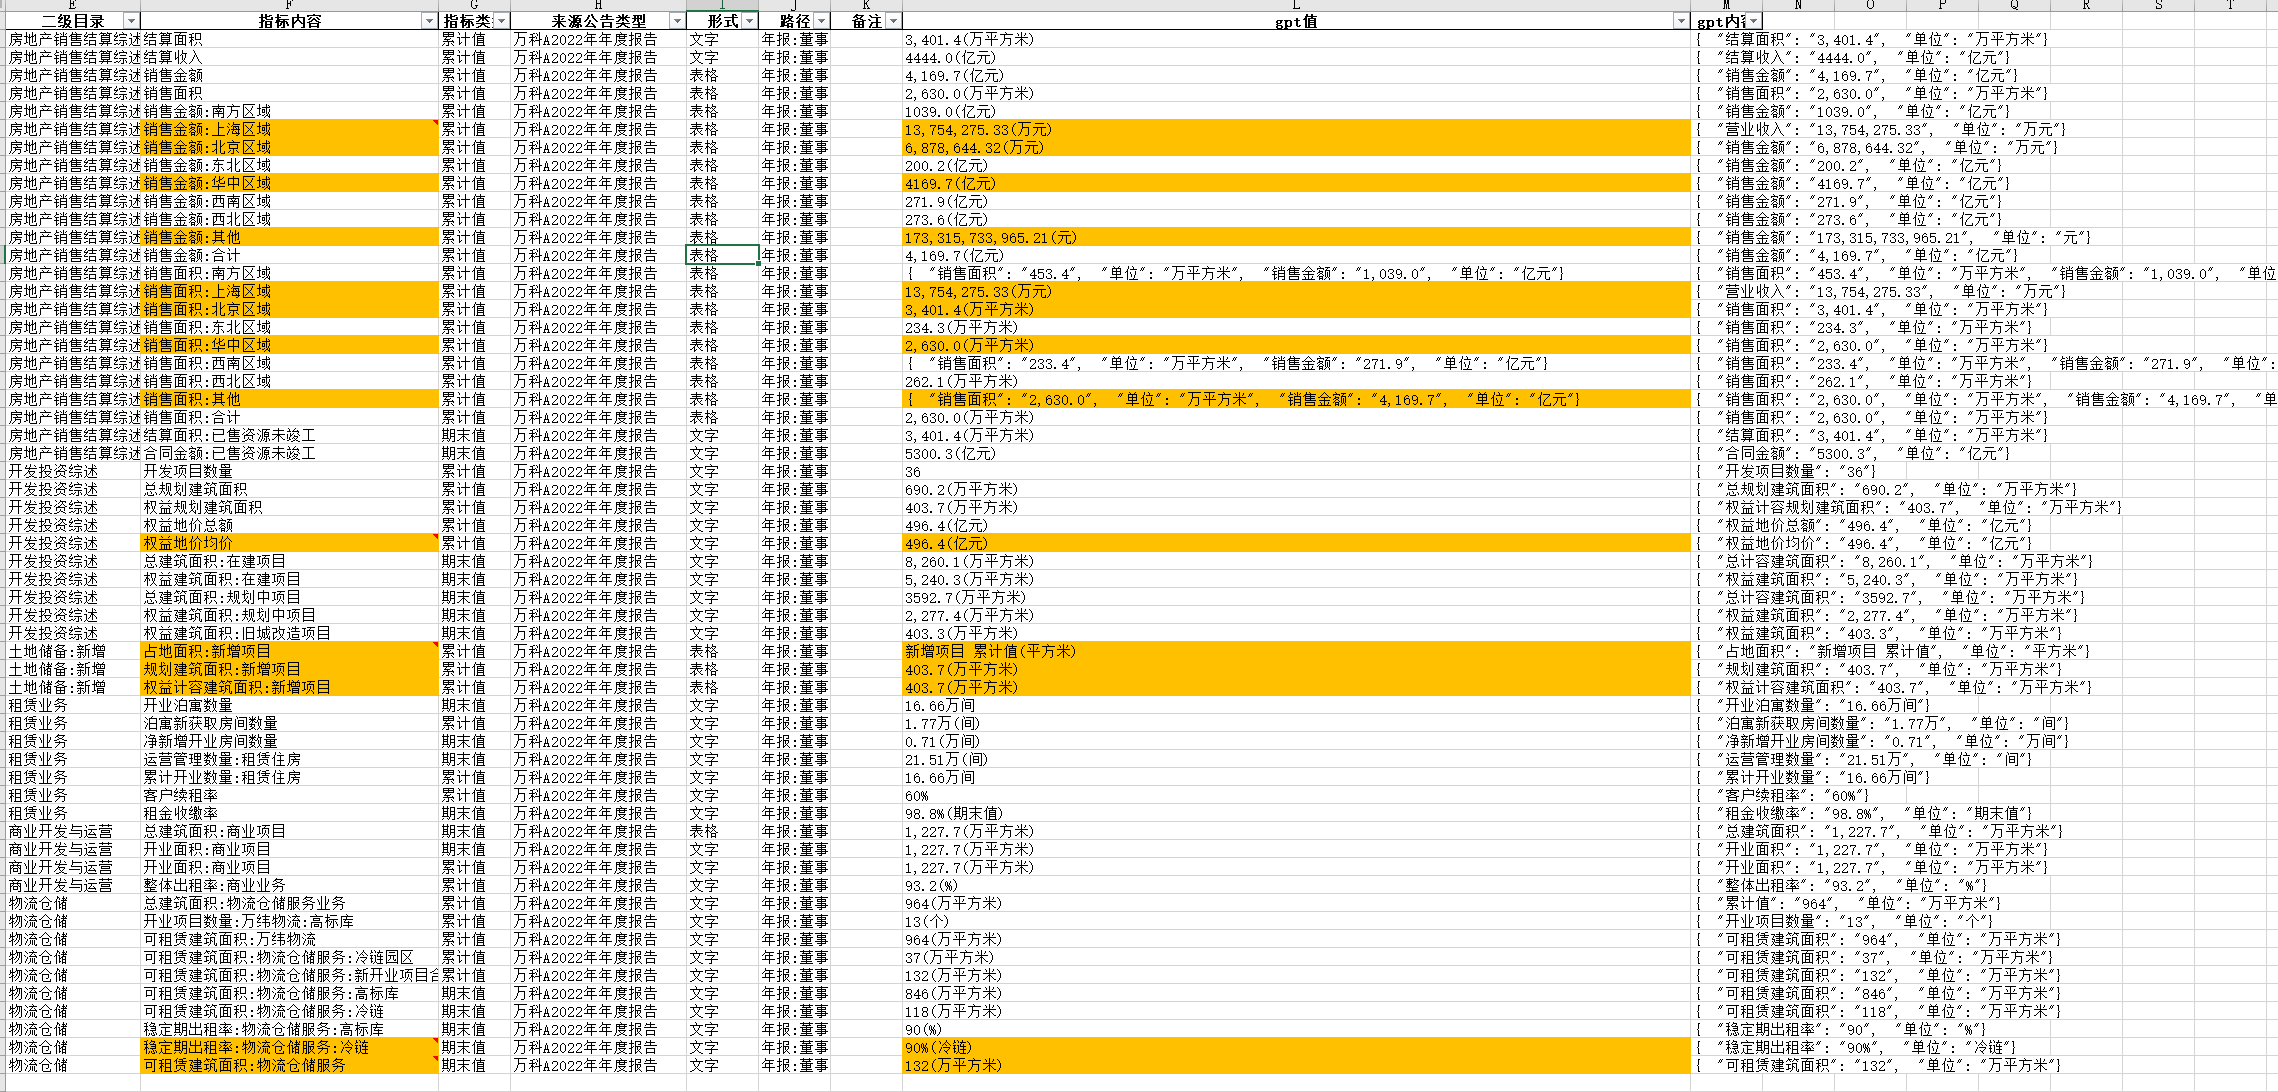 E F G H I J K L M N O P Q R S T
二级目录 指标内容 指标类 来源公告类型 形式 路径 备注 gpt值 gpt内容
房地产销售结算综述 结算面积 累计值 万科A2022年年度报告 文字 年报:董事 3,401.4(万平方米) { "结算面积": "3,401.4", "单位": "万平方米"}
房地产销售结算综述 结算收入 累计值 万科A2022年年度报告 文字 年报:董事 4444.0(亿元) { "结算收入": "4444.0", "单位": "亿元"}
房地产销售结算综述 销售金额 累计值 万科A2022年年度报告 表格 年报:董事 4,169.7(亿元) { "销售金额": "4,169.7", "单位": "亿元"}
房地产销售结算综述 销售面积 累计值 万科A2022年年度报告 表格 年报:董事 2,630.0(万平方米) { "销售面积": "2,630.0", "单位": "万平方米"}
房地产销售结算综述 销售金额:南方区域 累计值 万科A2022年年度报告 表格 年报:董事 1039.0(亿元) { "销售金额": "1039.0", "单位": "亿元"}
房地产销售结算综述 销售金额:上海区域 累计值 万科A2022年年度报告 表格 年报:董事 13,754,275.33(万元) { "营业收入": "13,754,275.33", "单位": "万元"}
房地产销售结算综述 销售金额:北京区域 累计值 万科A2022年年度报告 表格 年报:董事 6,878,644.32(万元) { "销售金额": "6,878,644.32", "单位": "万元"}
房地产销售结算综述 销售金额:东北区域 累计值 万科A2022年年度报告 表格 年报:董事 200.2(亿元) { "销售金额": "200.2", "单位": "亿元"}
房地产销售结算综述 销售金额:华中区域 累计值 万科A2022年年度报告 表格 年报:董事 4169.7(亿元) { "销售金额": "4169.7", "单位": "亿元"}
房地产销售结算综述 销售金额:西南区域 累计值 万科A2022年年度报告 表格 年报:董事 271.9(亿元) { "销售金额": "271.9", "单位": "亿元"}
房地产销售结算综述 销售金额:西北区域 累计值 万科A2022年年度报告 表格 年报:董事 273.6(亿元) { "销售金额": "273.6", "单位": "亿元"}
房地产销售结算综述 销售金额:其他 累计值 万科A2022年年度报告 表格 年报:董事 173,315,733,965.21(元) { "销售金额": "173,315,733,965.21", "单位": "元"}
房地产销售结算综述 销售金额:合计 累计值 万科A2022年年度报告 表格 年报:董事 4,169.7(亿元) { "销售金额": "4,169.7", "单位": "亿元"}
房地产销售结算综述 销售面积:南方区域 累计值 万科A2022年年度报告 表格 年报:董事 { "销售面积": "453.4", "单位": "万平方米", "销售金额": "1,039.0", "单位": "亿元"} { "销售面积": "453.4", "单位": "万平方米", "销售金额": "1,039.0", "单位
房地产销售结算综述 销售面积:上海区域 累计值 万科A2022年年度报告 表格 年报:董事 13,754,275.33(万元) { "营业收入": "13,754,275.33", "单位": "万元"}
房地产销售结算综述 销售面积:北京区域 累计值 万科A2022年年度报告 表格 年报:董事 3,401.4(万平方米) { "销售面积": "3,401.4", "单位": "万平方米"}
房地产销售结算综述 销售面积:东北区域 累计值 万科A2022年年度报告 表格 年报:董事 234.3(万平方米) { "销售面积": "234.3", "单位": "万平方米"}
房地产销售结算综述 销售面积:华中区域 累计值 万科A2022年年度报告 表格 年报:董事 2,630.0(万平方米) { "销售面积": "2,630.0", "单位": "万平方米"}
房地产销售结算综述 销售面积:西南区域 累计值 万科A2022年年度报告 表格 年报:董事 { "销售面积": "233.4", "单位": "万平方米", "销售金额": "271.9", "单位": "亿元"} { "销售面积": "233.4", "单位": "万平方米", "销售金额": "271.9", "单位":
房地产销售结算综述 销售面积:西北区域 累计值 万科A2022年年度报告 表格 年报:董事 262.1(万平方米) { "销售面积": "262.1", "单位": "万平方米"}
房地产销售结算综述 销售面积:其他 累计值 万科A2022年年度报告 表格 年报:董事 { "销售面积": "2,630.0", "单位": "万平方米", "销售金额": "4,169.7", "单位": "亿元"} { "销售面积": "2,630.0", "单位": "万平方米", "销售金额": "4,169.7", "单
房地产销售结算综述 销售面积:合计 累计值 万科A2022年年度报告 表格 年报:董事 2,630.0(万平方米) { "销售面积": "2,630.0", "单位": "万平方米"}
房地产销售结算综述 结算面积:已售资源未竣工 期末值 万科A2022年年度报告 文字 年报:董事 3,401.4(万平方米) { "结算面积": "3,401.4", "单位": "万平方米"}
房地产销售结算综述 合同金额:已售资源未竣工 期末值 万科A2022年年度报告 文字 年报:董事 5300.3(亿元) { "合同金额": "5300.3", "单位": "亿元"}
开发投资综述 开发项目数量 累计值 万科A2022年年度报告 文字 年报:董事 36 { "开发项目数量": "36"}
开发投资综述 总规划建筑面积 累计值 万科A2022年年度报告 文字 年报:董事 690.2(万平方米) { "总规划建筑面积": "690.2", "单位": "万平方米"}
开发投资综述 权益规划建筑面积 累计值 万科A2022年年度报告 文字 年报:董事 403.7(万平方米) { "权益计容规划建筑面积": "403.7", "单位": "万平方米"}
开发投资综述 权益地价总额 累计值 万科A2022年年度报告 文字 年报:董事 496.4(亿元) { "权益地价总额": "496.4", "单位": "亿元"}
开发投资综述 权益地价均价 累计值 万科A2022年年度报告 文字 年报:董事 496.4(亿元) { "权益地价均价": "496.4", "单位": "亿元"}
开发投资综述 总建筑面积:在建项目 期末值 万科A2022年年度报告 文字 年报:董事 8,260.1(万平方米) { "总计容建筑面积": "8,260.1", "单位": "万平方米"}
开发投资综述 权益建筑面积:在建项目 期末值 万科A2022年年度报告 文字 年报:董事 5,240.3(万平方米) { "权益建筑面积": "5,240.3", "单位": "万平方米"}
开发投资综述 总建筑面积:规划中项目 期末值 万科A2022年年度报告 文字 年报:董事 3592.7(万平方米) { "总计容建筑面积": "3592.7", "单位": "万平方米"}
开发投资综述 权益建筑面积:规划中项目 期末值 万科A2022年年度报告 文字 年报:董事 2,277.4(万平方米) { "权益建筑面积": "2,277.4", "单位": "万平方米"}
开发投资综述 权益建筑面积:旧城改造项目 期末值 万科A2022年年度报告 文字 年报:董事 403.3(万平方米) { "权益建筑面积": "403.3", "单位": "万平方米"}
土地储备:新增 占地面积:新增项目 累计值 万科A2022年年度报告 表格 年报:董事 新增项目 累计值(平方米) { "占地面积": "新增项目 累计值", "单位": "平方米"}
土地储备:新增 规划建筑面积:新增项目 累计值 万科A2022年年度报告 表格 年报:董事 403.7(万平方米) { "规划建筑面积": "403.7", "单位": "万平方米"}
土地储备:新增 权益计容建筑面积:新增项目 累计值 万科A2022年年度报告 表格 年报:董事 403.7(万平方米) { "权益计容建筑面积": "403.7", "单位": "万平方米"}
租赁业务 开业泊寓数量 期末值 万科A2022年年度报告 文字 年报:董事 16.66万间 { "开业泊寓数量": "16.66万间"}
租赁业务 泊寓新获取房间数量 累计值 万科A2022年年度报告 文字 年报:董事 1.77万(间) { "泊寓新获取房间数量": "1.77万", "单位": "间"}
租赁业务 净新增开业房间数量 期末值 万科A2022年年度报告 文字 年报:董事 0.71(万间) { "净新增开业房间数量": "0.71", "单位": "万间"}
租赁业务 运营管理数量:租赁住房 期末值 万科A2022年年度报告 文字 年报:董事 21.51万(间) { "运营管理数量": "21.51万", "单位": "间"}
租赁业务 累计开业数量:租赁住房 累计值 万科A2022年年度报告 文字 年报:董事 16.66万间 { "累计开业数量": "16.66万间"}
租赁业务 客户续租率 累计值 万科A2022年年度报告 文字 年报:董事 60% { "客户续租率": "60%"}
租赁业务 租金收缴率 期末值 万科A2022年年度报告 文字 年报:董事 98.8%(期末值) { "租金收缴率": "98.8%", "单位": "期末值"}
商业开发与运营 总建筑面积:商业项目 期末值 万科A2022年年度报告 表格 年报:董事 1,227.7(万平方米) { "总建筑面积": "1,227.7", "单位": "万平方米"}
商业开发与运营 开业面积:商业项目 期末值 万科A2022年年度报告 文字 年报:董事 1,227.7(万平方米) { "开业面积": "1,227.7", "单位": "万平方米"}
商业开发与运营 开业面积:商业项目 累计值 万科A2022年年度报告 文字 年报:董事 1,227.7(万平方米) { "开业面积": "1,227.7", "单位": "万平方米"}
商业开发与运营 整体出租率:商业业务 累计值 万科A2022年年度报告 文字 年报:董事 93.2(%) { "整体出租率": "93.2", "单位": "%"}
物流仓储 总建筑面积:物流仓储服务业务 累计值 万科A2022年年度报告 文字 年报:董事 964(万平方米) { "累计值": "964", "单位": "万平方米"}
物流仓储 开业项目数量:万纬物流:高标库 累计值 万科A2022年年度报告 文字 年报:董事 13(个) { "开业项目数量": "13", "单位": "个"}
物流仓储 可租赁建筑面积:万纬物流 累计值 万科A2022年年度报告 文字 年报:董事 964(万平方米) { "可租赁建筑面积": "964", "单位": "万平方米"}
物流仓储 可租赁建筑面积:物流仓储服务:冷链园区 累计值 万科A2022年年度报告 文字 年报:董事 37(万平方米) { "可租赁建筑面积": "37", "单位": "万平方米"}
物流仓储 可租赁建筑面积:物流仓储服务:新开业项目 累计值 万科A2022年年度报告 文字 年报:董事 132(万平方米) { "可租赁建筑面积": "132", "单位": "万平方米"}
物流仓储 可租赁建筑面积:物流仓储服务:高标库 期末值 万科A2022年年度报告 文字 年报:董事 846(万平方米) { "可租赁建筑面积": "846", "单位": "万平方米"}
物流仓储 可租赁建筑面积:物流仓储服务:冷链 期末值 万科A2022年年度报告 文字 年报:董事 118(万平方米) { "可租赁建筑面积": "118", "单位": "万平方米"}
物流仓储 稳定期出租率:物流仓储服务:高标库 期末值 万科A2022年年度报告 文字 年报:董事 90(%) { "稳定期出租率": "90", "单位": "%"}
物流仓储 稳定期出租率:物流仓储服务:冷链 期末值 万科A2022年年度报告 文字 年报:董事 90%(冷链) { "稳定期出租率": "90%", "单位": "冷链"}
物流仓储 可租赁建筑面积:物流仓储服务 期末值 万科A2022年年度报告 文字 年报:董事 132(万平方米) { "可租赁建筑面积": "132", "单位": "万平方米"}